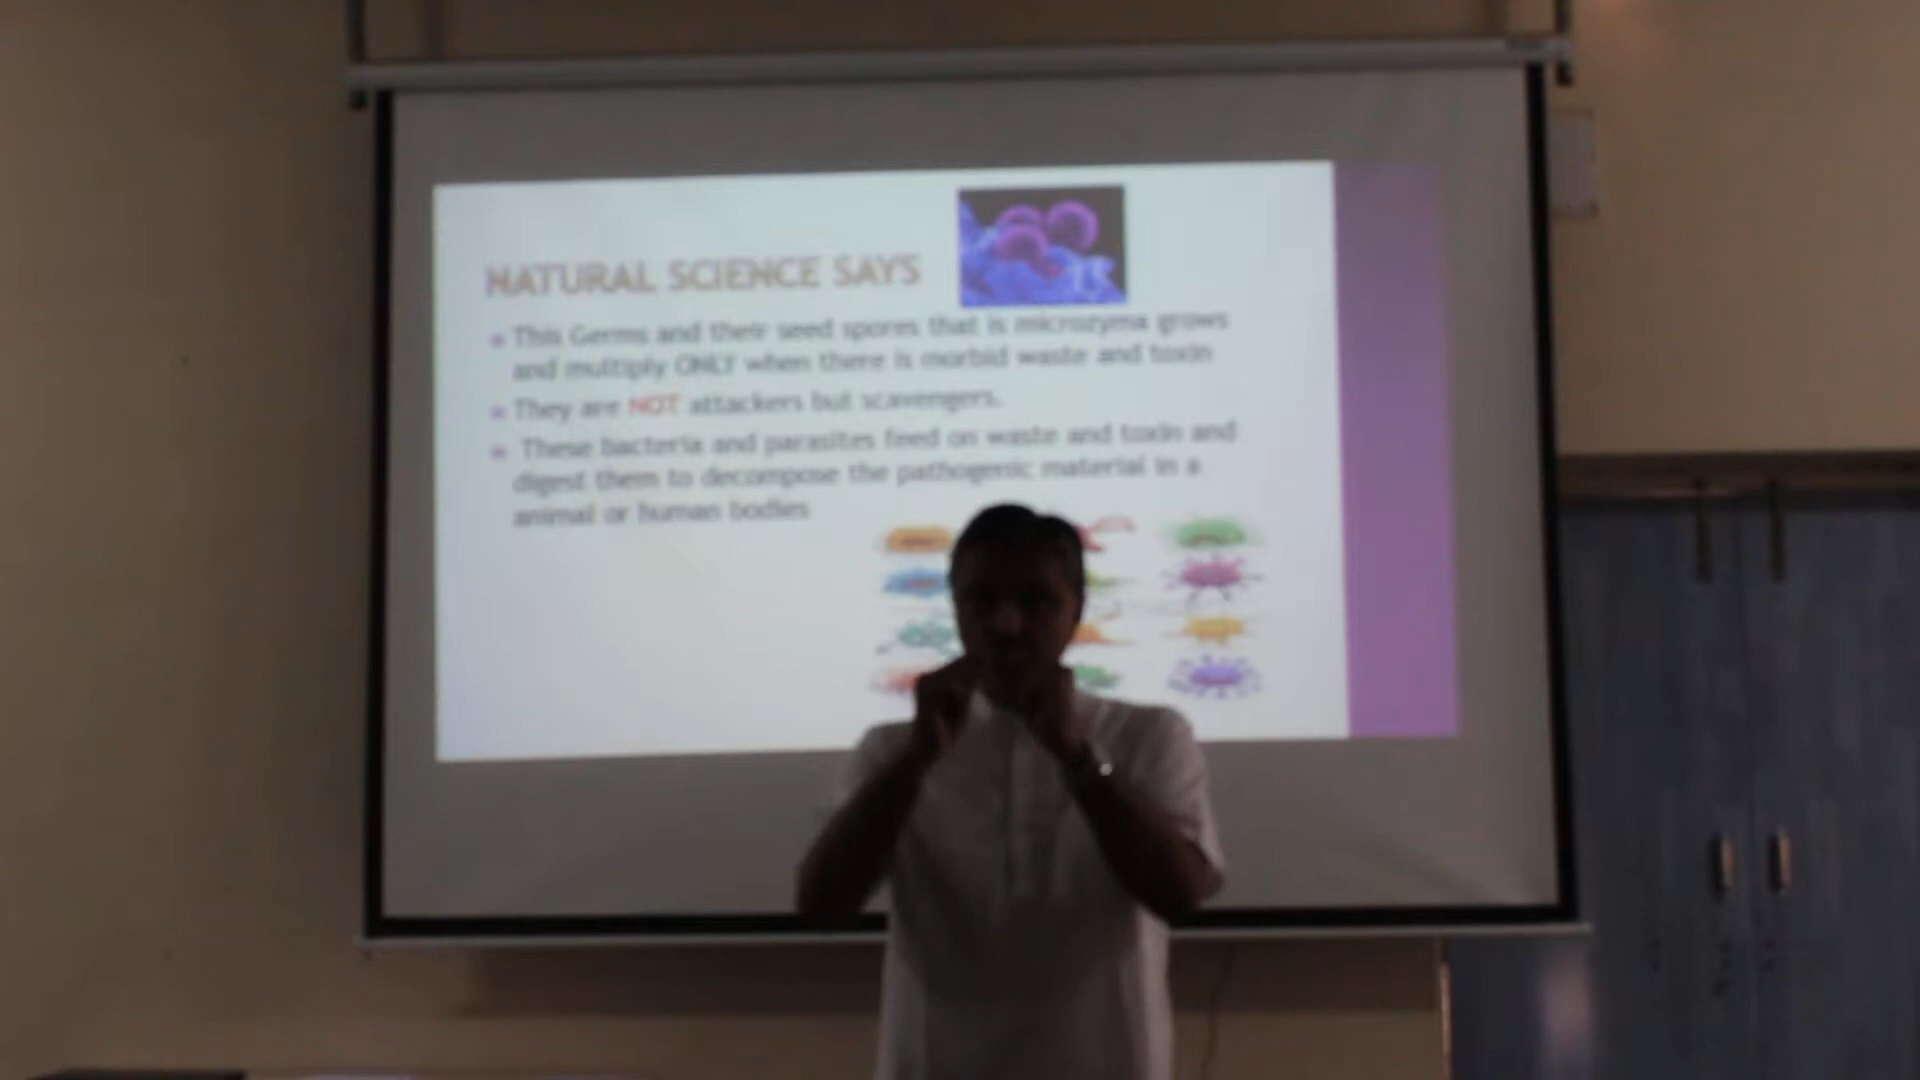 NATURAL SCIENCE SAYS
15
This Germs and their seed spores that is microzyma grows
and multiply ONLY when there is morbid waste and toxin
They are NOT attackers but scavengers.
These bacteria and parasites feed on waste and toxin and
digest them to decompose the pathogenic material in a
animal or human bodies